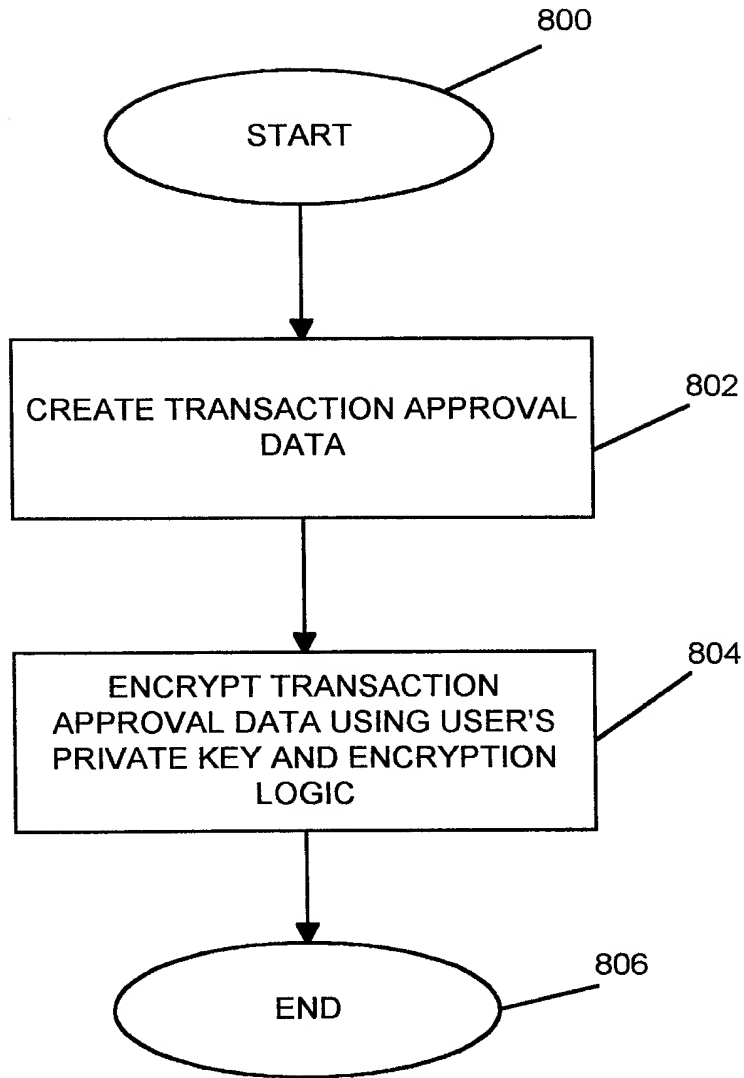 800
START
802
CREATE TRANSACTION APPROVAL
DATA
804
ENCRYPT TRANSACTION
APPROVAL DATA USING USER'S
PRIVATE KEY AND ENCRYPTION
LOGIC
806
END